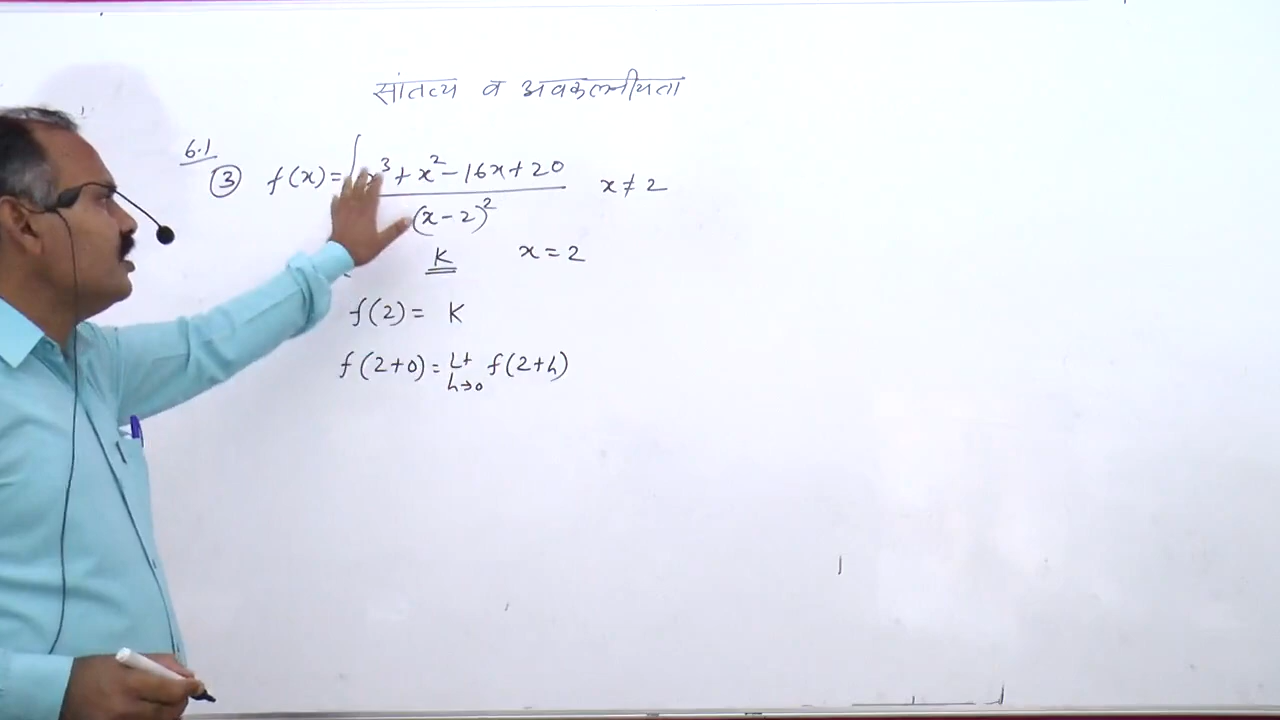 सांतत्य व अवकलनीयता
6.1
③ f(x) = { x³ + x² - 16x + 20 / (x - 2)² x ≠ 2
K x = 2
f(2) = K
f(2+0) = Lt h→0 f(2+h)